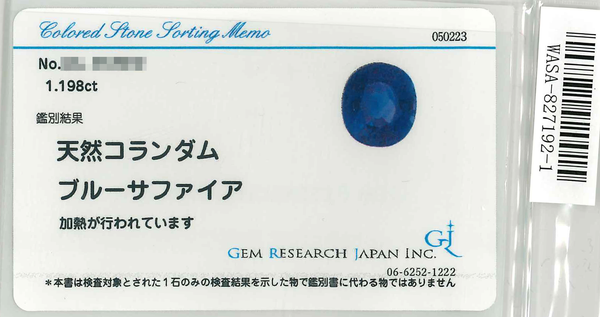 Colored Stone Sorting Memo
050223
No.
1.198ct
鑑別結果
天然コランダム
ブルーサファイア
加熱が行われています
GJ
GEM RESEARCH JAPAN INC.
06-6252-1222
*本書は検査対象とされた1石のみの検査結果を示した物で鑑別書に代わる物ではありません
WASA-827192-1